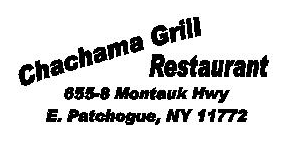 Chachama Grill
Restaurant
655-8 Montauk Hwy
E. Patchogue, NY 11772